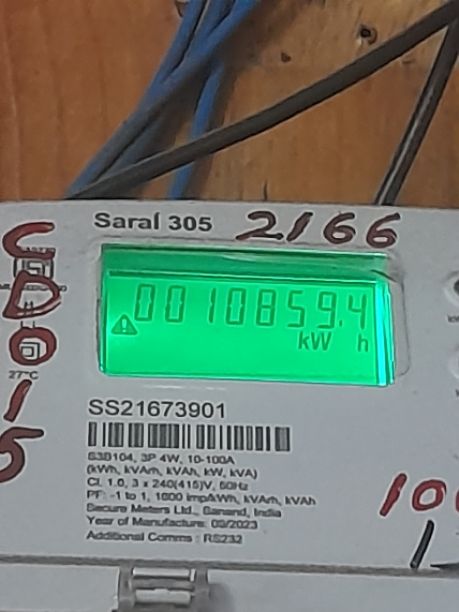 Saral 305 2166
CD015
0010859.4
kW h
27°C
SS21673901
S3B104, 3P 4W, 10-100A
(kWh, kVArh, kVAh, kW, kVA)
Cl. 1.0, 3 x 240(415)V, 50Hz
PF: -1 to 1, 1600 imp/kWh, kVArh, kVAh
Secure Meters Ltd., Sanand, India
Year of Manufacture: 09/2023
Additional Comms : RS232